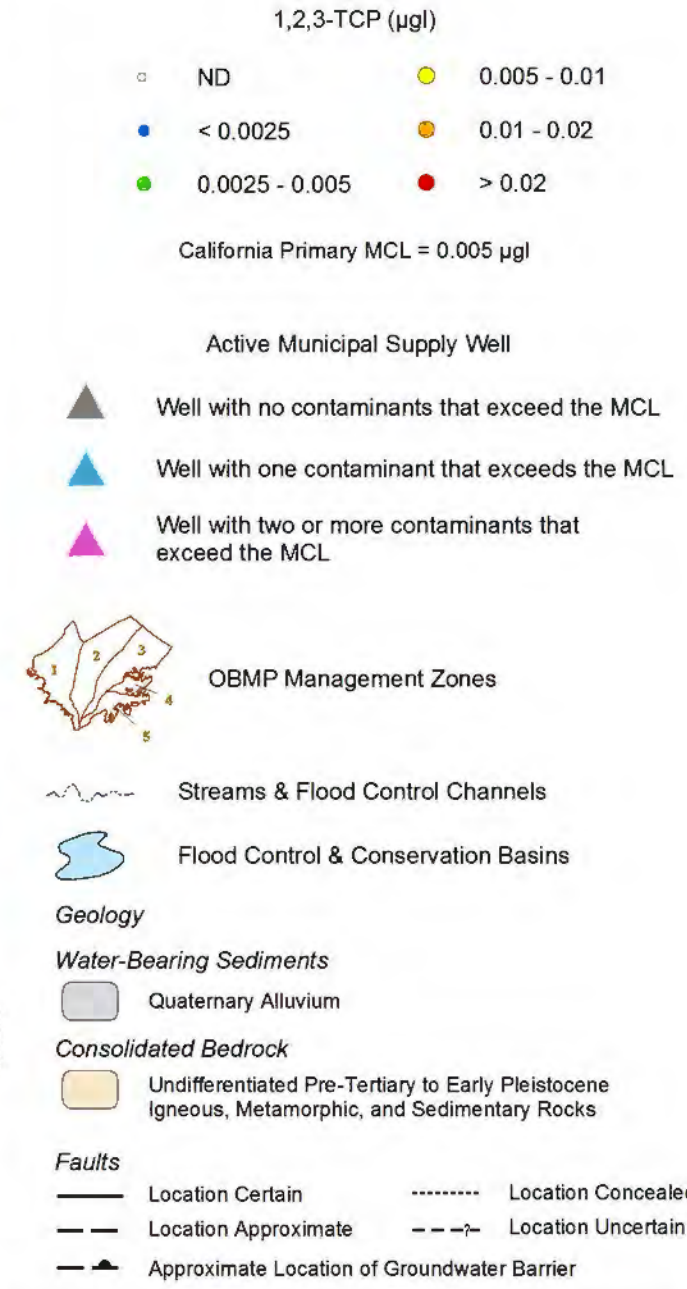 1,2,3-TCP (µgl)
ND
0.005 - 0.01
< 0.0025
0.01 - 0.02
0.0025 - 0.005
> 0.02
California Primary MCL = 0.005 µgl
Active Municipal Supply Well
Well with no contaminants that exceed the MCL
Well with one contaminant that exceeds the MCL
Well with two or more contaminants that
exceed the MCL
1
2
3
4
5
OBMP Management Zones
Streams & Flood Control Channels
Flood Control & Conservation Basins
Geology
Water-Bearing Sediments
Quaternary Alluvium
Consolidated Bedrock
Undifferentiated Pre-Tertiary to Early Pleistocene
Igneous, Metamorphic, and Sedimentary Rocks
Faults
Location Certain
Location Concealed
Location Approximate
?
Location Uncertain
Approximate Location of Groundwater Barrier